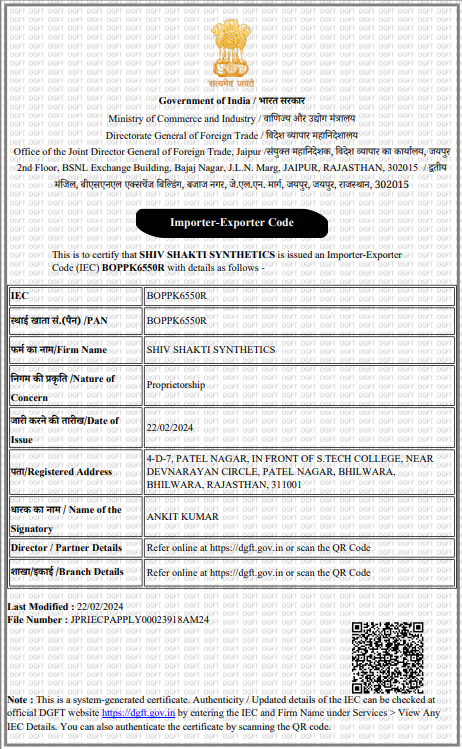 सत्यमेव जयते
Government of India / भारत सरकार
Ministry of Commerce and Industry / वाणिज्य और उद्योग मंत्रालय
Directorate General of Foreign Trade / विदेश व्यापार महानिदेशालय
Office of the Joint Director General of Foreign Trade, Jaipur /संयुक्त महानिदेशक, विदेश व्यापार का कार्यालय, जयपुर
2nd Floor, BSNL Exchange Building, Bajaj Nagar, J.L.N. Marg, JAIPUR, RAJASTHAN, 302015 / द्वितीय
मंजिल, बीएसएनएल एक्सचेंज बिल्डिंग, बजाज नगर, जे.एल.एन. मार्ग, जयपुर, जयपुर, राजस्थान, 302015
Importer-Exporter Code
This is to certify that SHIV SHAKTI SYNTHETICS is issued an Importer-Exporter
Code (IEC) BOPPK6550R with details as follows -
IEC BOPPK6550R
स्थाई खाता सं.(पैन) /PAN BOPPK6550R
फर्म का नाम/Firm Name SHIV SHAKTI SYNTHETICS
निगम की प्रकृति /Nature of
Concern Proprietorship
जारी करने की तारीख/Date of
Issue 22/02/2024
पता/Registered Address 4-D-7, PATEL NAGAR, IN FRONT OF S.TECH COLLEGE, NEAR
DEVNARAYAN CIRCLE, PATEL NAGAR, BHILWARA,
BHILWARA, RAJASTHAN, 311001
धारक का नाम / Name of the
Signatory ANKIT KUMAR
Director / Partner Details Refer online at https://dgft.gov.in or scan the QR Code
शाखा/इकाई /Branch Details Refer online at https://dgft.gov.in or scan the QR Code
Last Modified : 22/02/2024
File Number : JPRIECPAPPLY00023918AM24
Note : This is a system-generated certificate. Authenticity / Updated details of the IEC can be checked at
official DGFT website https://dgft.gov.in by entering the IEC and Firm Name under Services > View Any
IEC Details. You can also authenticate the certificate by scanning the QR code.